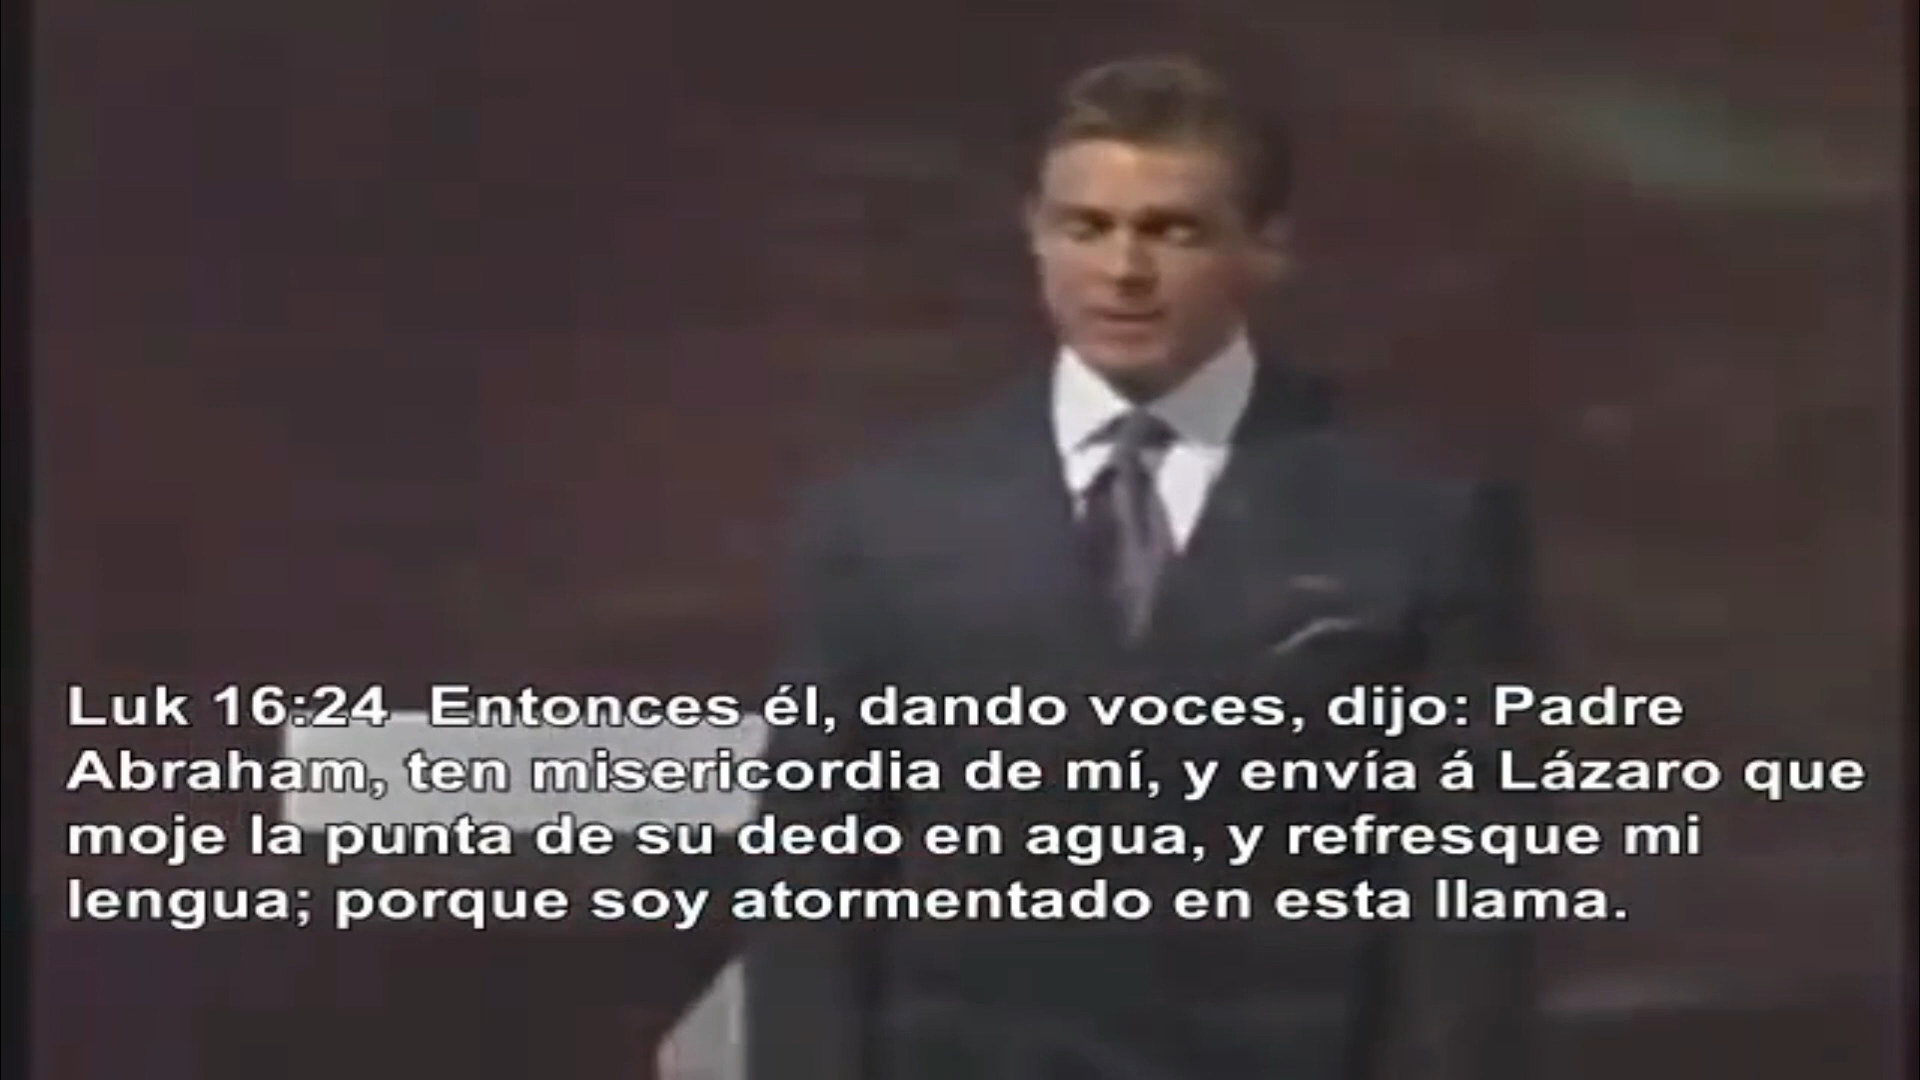 Luk 16:24 Entonces él, dando voces, dijo: Padre
Abraham, ten misericordia de mí, y envía á Lázaro que
moje la punta de su dedo en agua, y refresque mi
lengua; porque soy atormentado en esta llama.